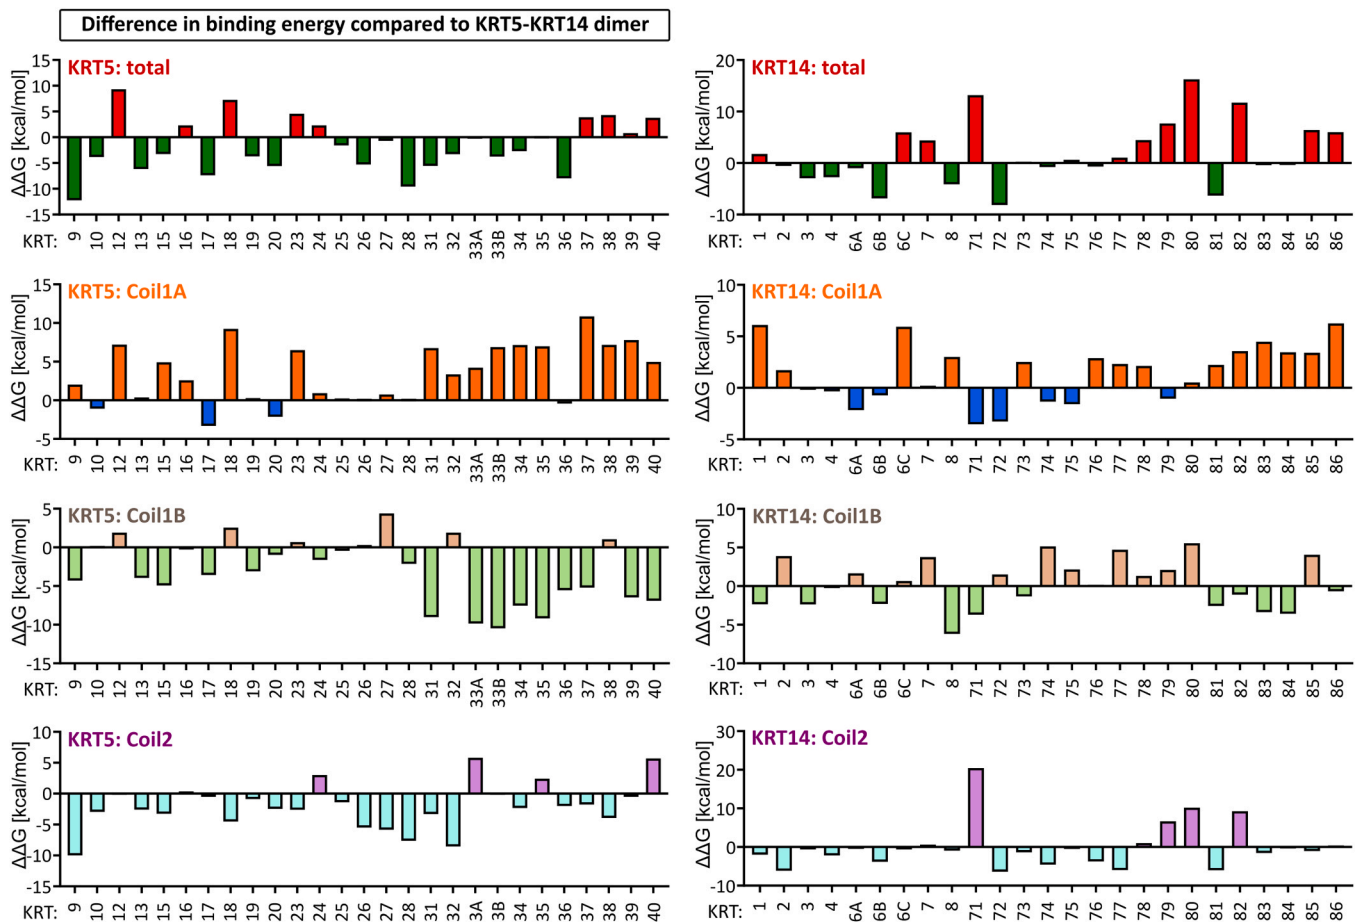 Difference in binding energy compared to KRT5-KRT14 dimer
KRT5: total
ΔΔG [kcal/mol]
15
10
5
0
-5
-10
-15
KRT: 9 10 12 13 15 16 17 18 19 20 23 24 25 26 27 28 31 32 33A 33B 34 35 36 37 38 39 40
KRT14: total
ΔΔG [kcal/mol]
20
10
0
-10
KRT: 1 2 3 4 6A 6B 6C 7 8 71 72 73 74 75 76 77 78 79 80 81 82 83 84 85 86
KRT5: Coil1A
ΔΔG [kcal/mol]
15
10
5
0
-5
KRT: 9 10 12 13 15 16 17 18 19 20 23 24 25 26 27 28 31 32 33A 33B 34 35 36 37 38 39 40
KRT14: Coil1A
ΔΔG [kcal/mol]
10
5
0
-5
KRT: 1 2 3 4 6A 6B 6C 7 8 71 72 73 74 75 76 77 78 79 80 81 82 83 84 85 86
KRT5: Coil1B
ΔΔG [kcal/mol]
5
0
-5
-10
-15
KRT: 9 10 12 13 15 16 17 18 19 20 23 24 25 26 27 28 31 32 33A 33B 34 35 36 37 38 39 40
KRT14: Coil1B
ΔΔG [kcal/mol]
10
5
0
-5
-10
KRT: 1 2 3 4 6A 6B 6C 7 8 71 72 73 74 75 76 77 78 79 80 81 82 83 84 85 86
KRT5: Coil2
ΔΔG [kcal/mol]
10
5
0
-5
-10
-15
KRT: 9 10 12 13 15 16 17 18 19 20 23 24 25 26 27 28 31 32 3A 33B 34 35 36 37 38 39 40
KRT14: Coil2
ΔΔG [kcal/mol]
30
20
10
0
-10
KRT: 1 2 3 4 6A 6B 6C 7 8 71 72 73 74 75 76 77 78 79 80 81 82 83 84 85 86